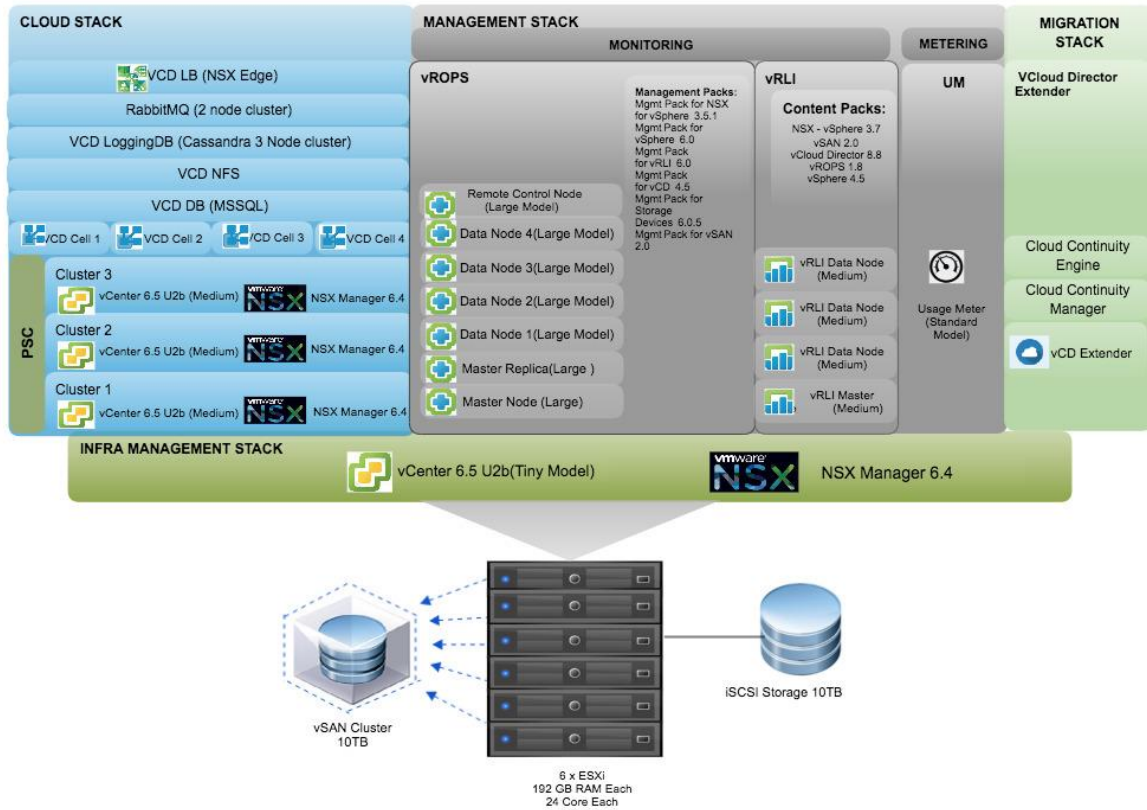 CLOUD STACK
VCD LB (NSX Edge)
RabbitMQ (2 node cluster)
VCD LoggingDB (Cassandra 3 Node cluster)
VCD NFS
VCD DB (MSSQL)
VCD Cell 1
VCD Cell 2
VCD Cell 3
VCD Cell 4
PSC
Cluster 3
vCenter 6.5 U2b (Medium)
vmware
NSX
NSX Manager 6.4
Cluster 2
vCenter 6.5 U2b (Medium)
vmware
NSX
NSX Manager 6.4
Cluster 1
vCenter 6.5 U2b (Medium)
vmware
NSX
NSX Manager 6.4
MANAGEMENT STACK
MONITORING
METERING
vROPS
Management Packs:
Mgmt Pack for NSX
for vSphere 3.5.1
Mgmt Pack for
vSphere 6.0
Mgmt Pack
for vRLI 6.0
Mgmt Pack
for vCD 4.5
Mgmt Pack for
Storage
Devices 6.0.5
Mgmt Pack for vSAN
2.0
Remote Control Node
(Large Model)
Data Node 4(Large Model)
Data Node 3(Large Model)
Data Node 2(Large Model)
Data Node 1(Large Model)
Master Replica(Large )
Master Node (Large)
vRLI
Content Packs:
NSX - vSphere 3.7
vSAN 2.0
vCloud Director 8.8
vROPS 1.8
vSphere 4.5
vRLI Data Node
(Medium)
vRLI Data Node
(Medium)
vRLI Data Node
(Medium)
vRLI Master
(Medium)
UM
Usage Meter
(Standard
Model)
MIGRATION
STACK
VCloud Director
Extender
Cloud Continuity
Engine
Cloud Continuity
Manager
vCD Extender
INFRA MANAGEMENT STACK
vCenter 6.5 U2b(Tiny Model)
vmware
NSX
NSX Manager 6.4
vSAN Cluster
10TB
iSCSI Storage 10TB
6 x ESXi
192 GB RAM Each
24 Core Each